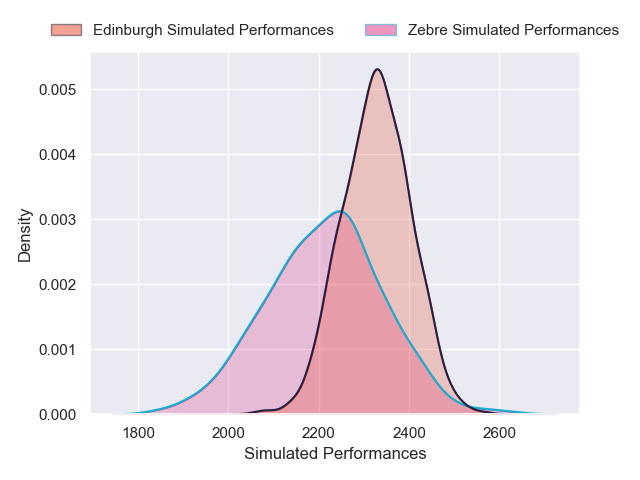 Edinburgh Simulated Performances Zebre Simulated Performances
0.005
0.004
0.003
0.002
0.001
0.000
Density
1800 2000 2200 2400 2600
Simulated Performances